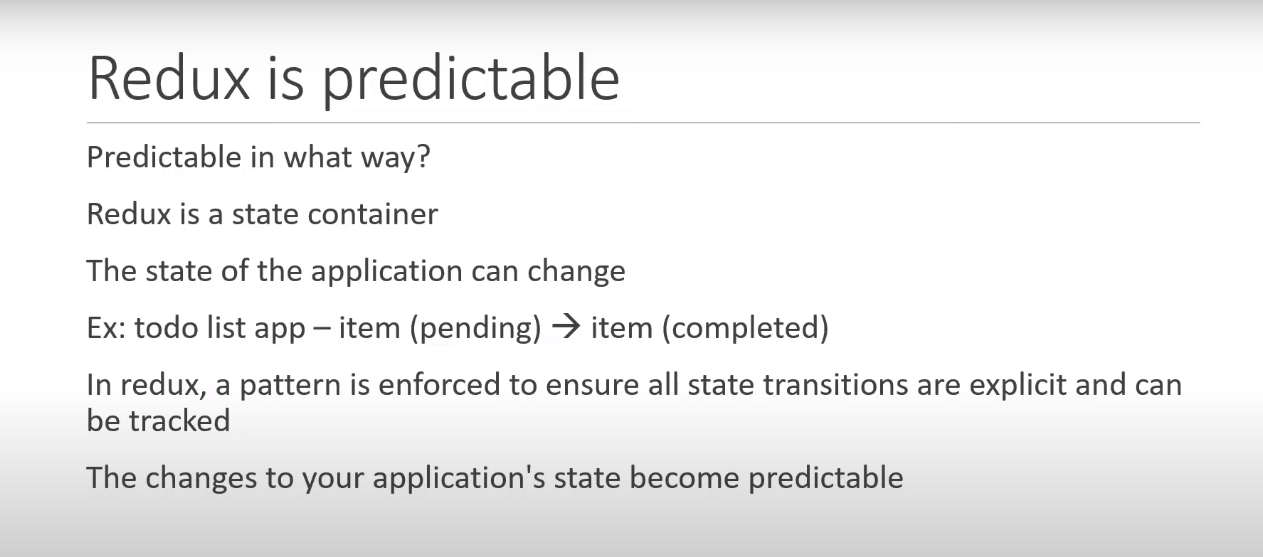 Redux is predictable
Predictable in what way?
Redux is a state container
The state of the application can change
Ex: todo list app – item (pending) → item (completed)
In redux, a pattern is enforced to ensure all state transitions are explicit and can
be tracked
The changes to your application's state become predictable